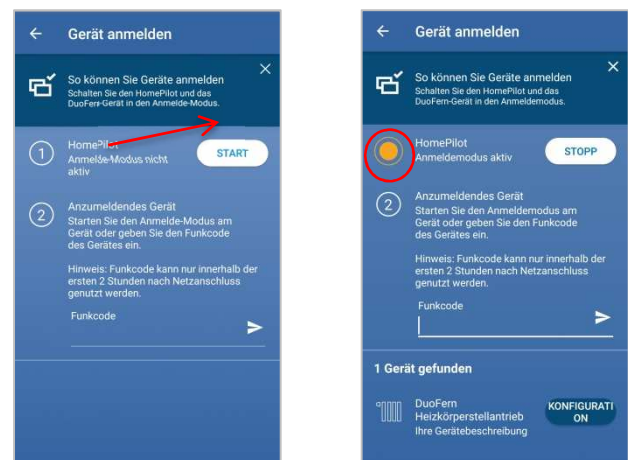 Gerät anmelden
So können Sie Geräte anmelden
Schalten Sie den HomePilot und das
DuoFern-Gerät in den Anmelde-Modus.
1
HomePilot
Anmelde-Modus nicht
aktiv
START
2
Anzumeldendes Gerät
Starten Sie den Anmelde-Modus am
Gerät oder geben Sie den Funkcode
des Gerätes ein.
Hinweis: Funkcode kann nur innerhalb der
ersten 2 Stunden nach Netzanschluss
genutzt werden.
Funkcode
Gerät anmelden
So können Sie Geräte anmelden
Schalten Sie den HomePilot und das
DuoFern-Gerät in den Anmeldemodus.
HomePilot
Anmeldemodus aktiv
STOPP
2
Anzumeldendes Gerät
Starten Sie den Anmeldemodus am
Gerät oder geben Sie den Funkcode
des Gerätes ein.
Hinweis: Funkcode kann nur innerhalb der
ersten 2 Stunden nach Netzanschluss
genutzt werden.
Funkcode
1 Gerät gefunden
DuoFern
Heizkörperstellantrieb
Ihre Gerätebeschreibung
KONFIGURATI
ON